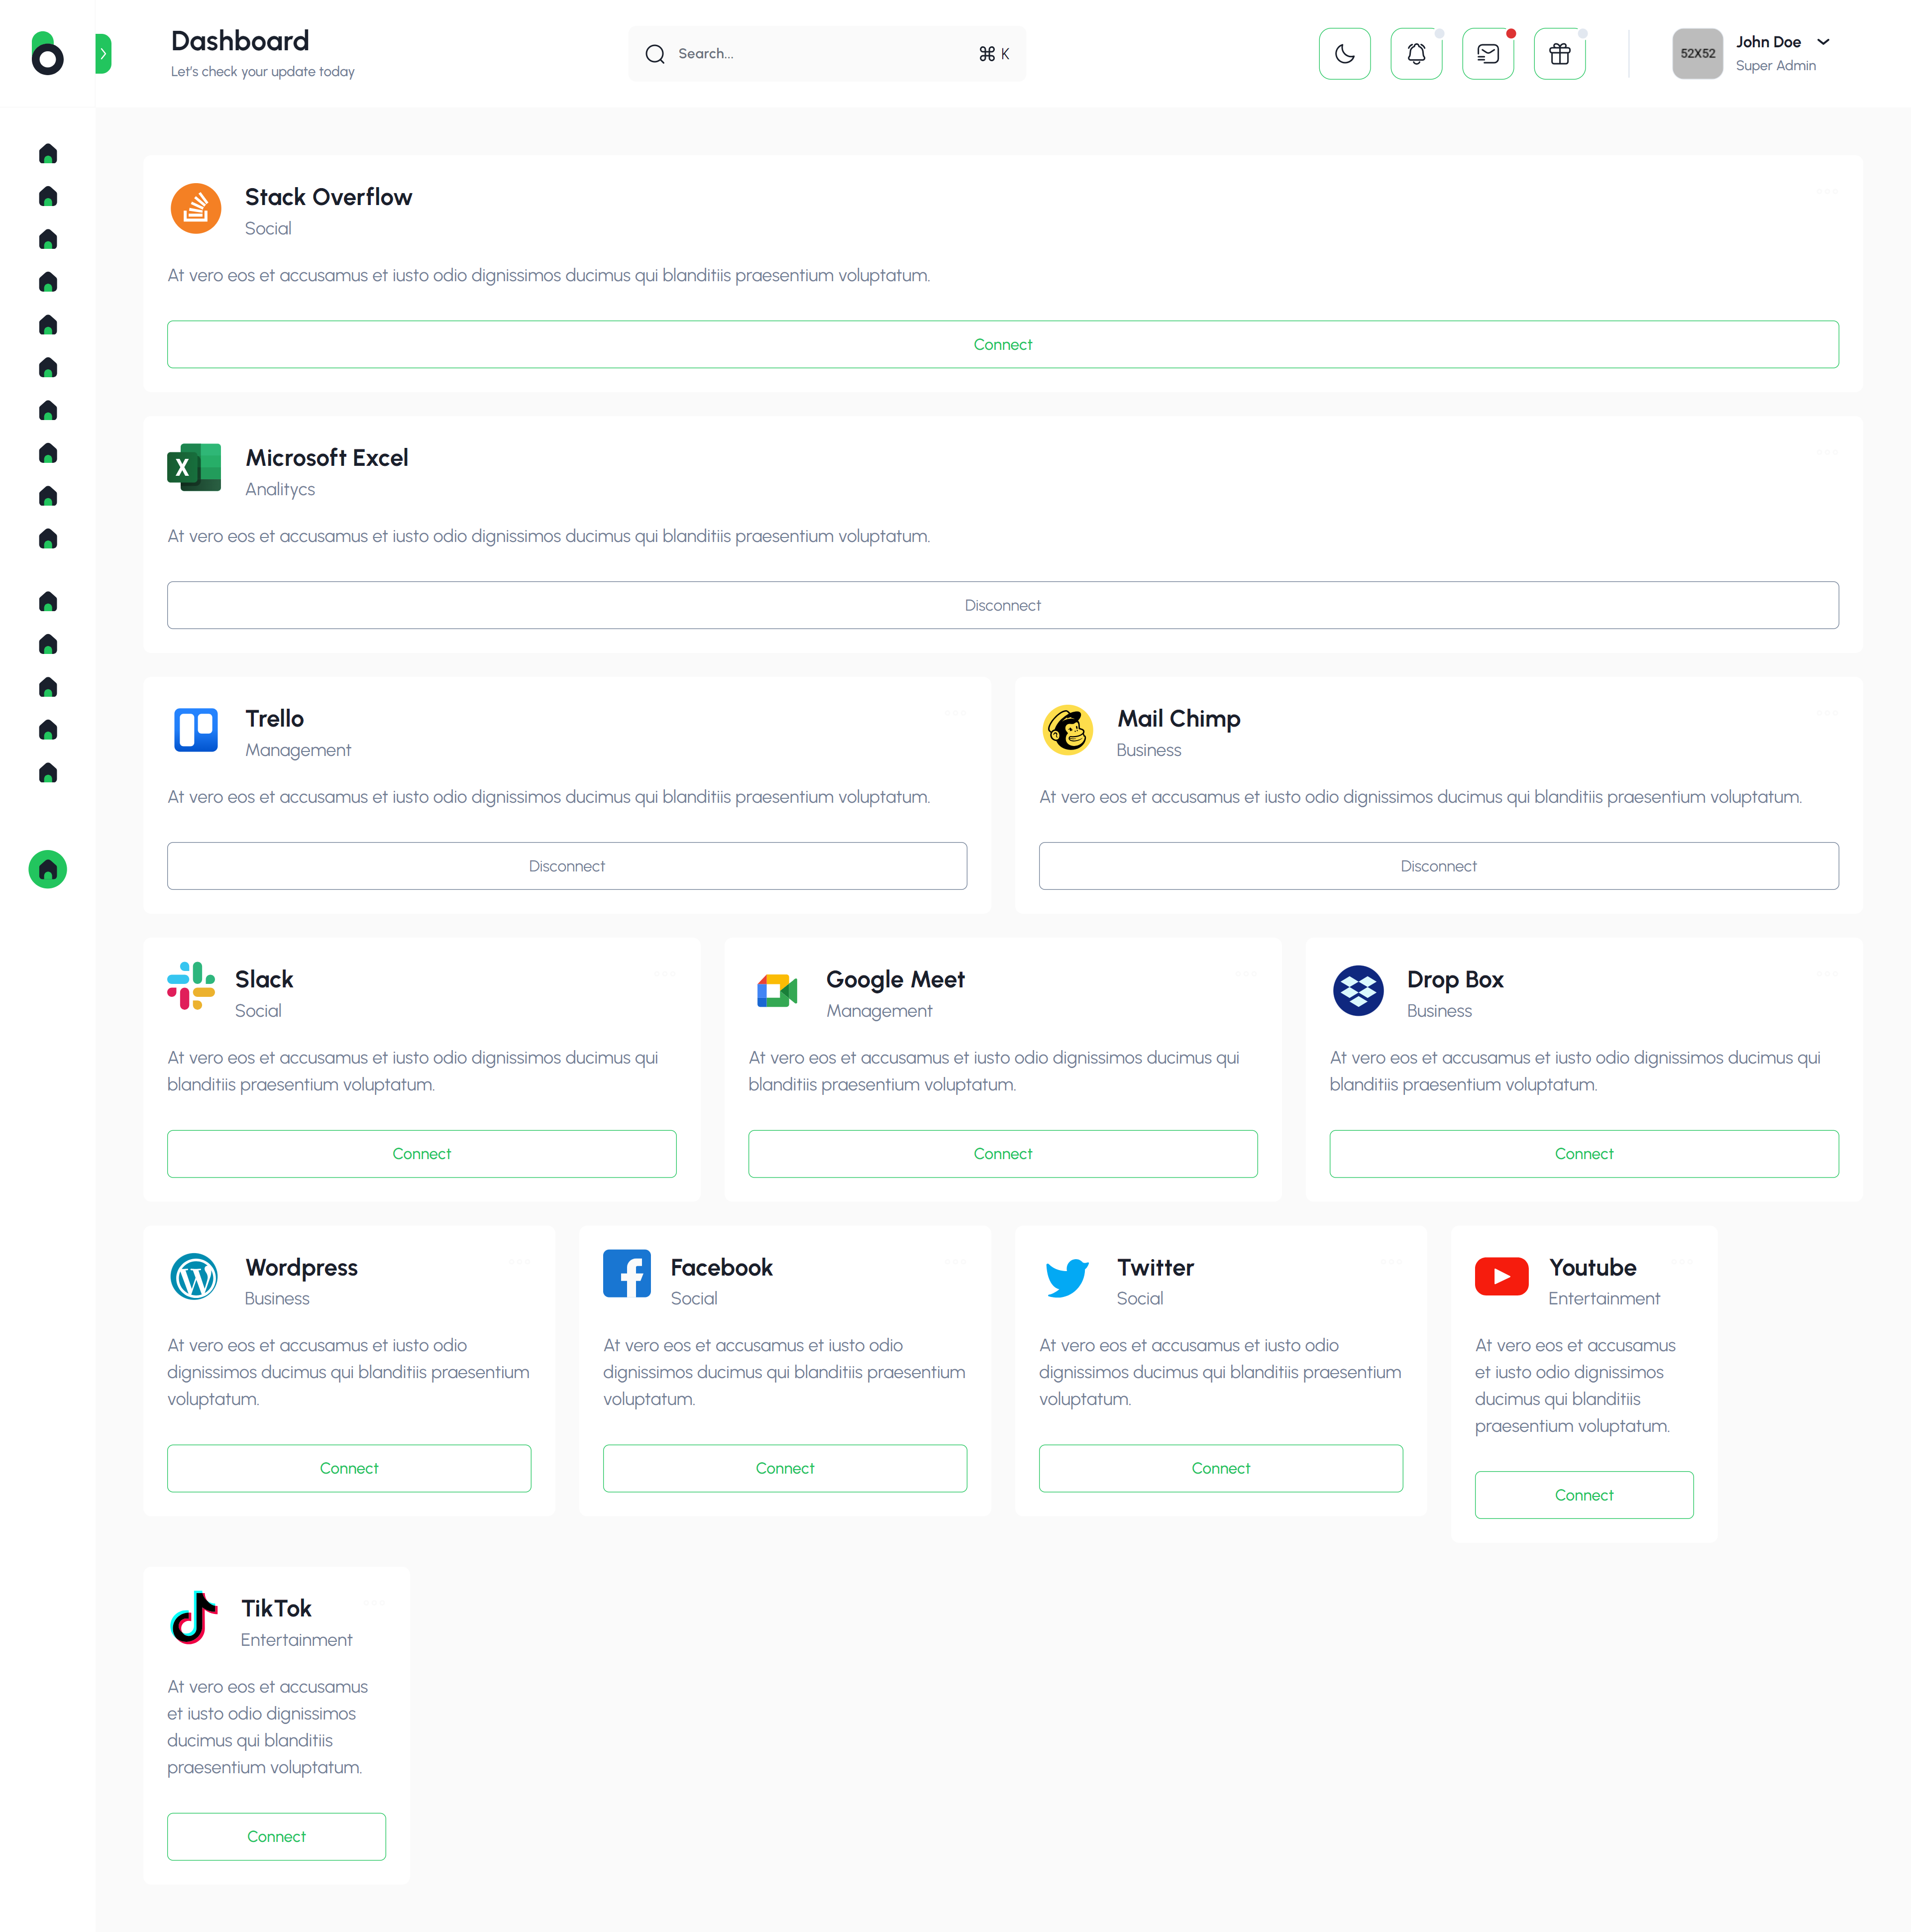 Dashboard
Let's check your update today
Search...
⌘ K
52X52
John Doe
Super Admin
Stack Overflow
Social
At vero eos et accusamus et iusto odio dignissimos ducimus qui blanditiis praesentium voluptatum.
Connect
X
Microsoft Excel
Analitycs
At vero eos et accusamus et iusto odio dignissimos ducimus qui blanditiis praesentium voluptatum.
Disconnect
Trello
Management
At vero eos et accusamus et iusto odio dignissimos ducimus qui blanditiis praesentium voluptatum.
Disconnect
Mail Chimp
Business
At vero eos et accusamus et iusto odio dignissimos ducimus qui blanditiis praesentium voluptatum.
Disconnect
Slack
Social
At vero eos et accusamus et iusto odio dignissimos ducimus qui
blanditiis praesentium voluptatum.
Connect
Google Meet
Management
At vero eos et accusamus et iusto odio dignissimos ducimus qui
blanditiis praesentium voluptatum.
Connect
Drop Box
Business
At vero eos et accusamus et iusto odio dignissimos ducimus qui
blanditiis praesentium voluptatum.
Connect
Wordpress
Business
At vero eos et accusamus et iusto odio
dignissimos ducimus qui blanditiis praesentium
voluptatum.
Connect
Facebook
Social
At vero eos et accusamus et iusto odio
dignissimos ducimus qui blanditiis praesentium
voluptatum.
Connect
Twitter
Social
At vero eos et accusamus et iusto odio
dignissimos ducimus qui blanditiis praesentium
voluptatum.
Connect
Youtube
Entertainment
At vero eos et accusamus
et iusto odio dignissimos
ducimus qui blanditiis
praesentium voluptatum.
Connect
TikTok
Entertainment
At vero eos et accusamus
et iusto odio dignissimos
ducimus qui blanditiis
praesentium voluptatum.
Connect